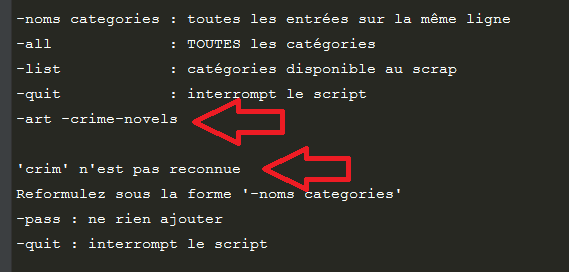 -noms categories : toutes les entrées sur la même ligne
-all : TOUTES les catégories
-list : catégories disponible au scrap
-quit : interrompt le script
-art -crime-novels
'crim' n'est pas reconnue
Reformulez sous la forme '-noms categories'
-pass : ne rien ajouter
-quit : interrompt le script